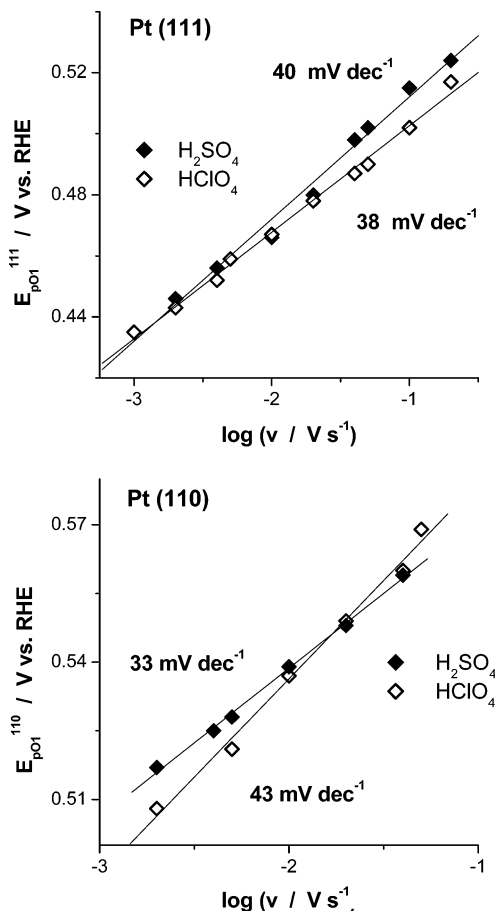 Pt (111)
40 mV dec⁻¹
0.52
H₂SO₄
HClO₄
0.48
38 mV dec⁻¹
0.44
E_pO1^111 / V vs. RHE
-3 -2 -1
log (v / V s⁻¹)
Pt (110)
0.57
33 mV dec⁻¹
H₂SO₄
HClO₄
0.54
0.51
43 mV dec⁻¹
E_pO1^110 / V vs. RHE
-3 -2 -1
log (v / V s⁻¹